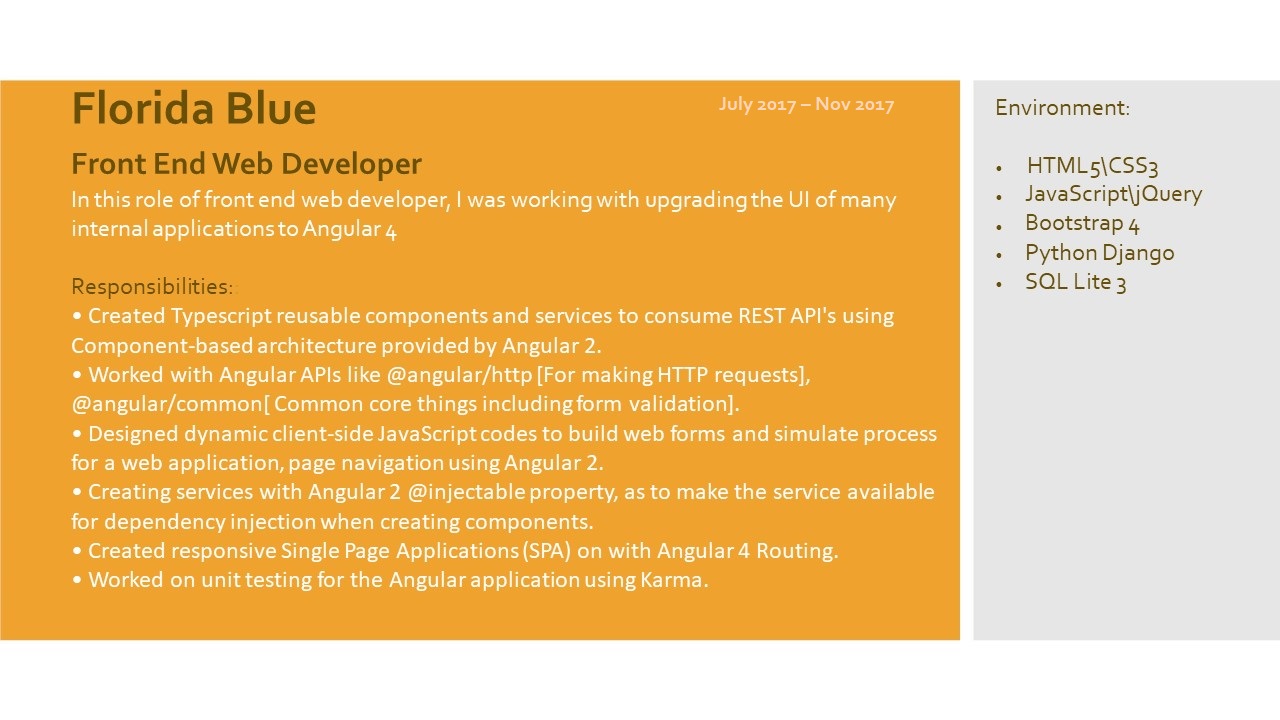 Florida Blue
July 2017 – Nov 2017
Front End Web Developer
In this role of front end web developer, I was working with upgrading the UI of many
internal applications to Angular 4
Responsibilities:
• Created Typescript reusable components and services to consume REST API's using
Component-based architecture provided by Angular 2.
• Worked with Angular APIs like @angular/http [For making HTTP requests],
@angular/common[ Common core things including form validation].
• Designed dynamic client-side JavaScript codes to build web forms and simulate process
for a web application, page navigation using Angular 2.
• Creating services with Angular 2 @injectable property, as to make the service available
for dependency injection when creating components.
• Created responsive Single Page Applications (SPA) on with Angular 4 Routing.
• Worked on unit testing for the Angular application using Karma.
Environment:
• HTML5\CSS3
• JavaScript\jQuery
• Bootstrap 4
• Python Django
• SQL Lite 3